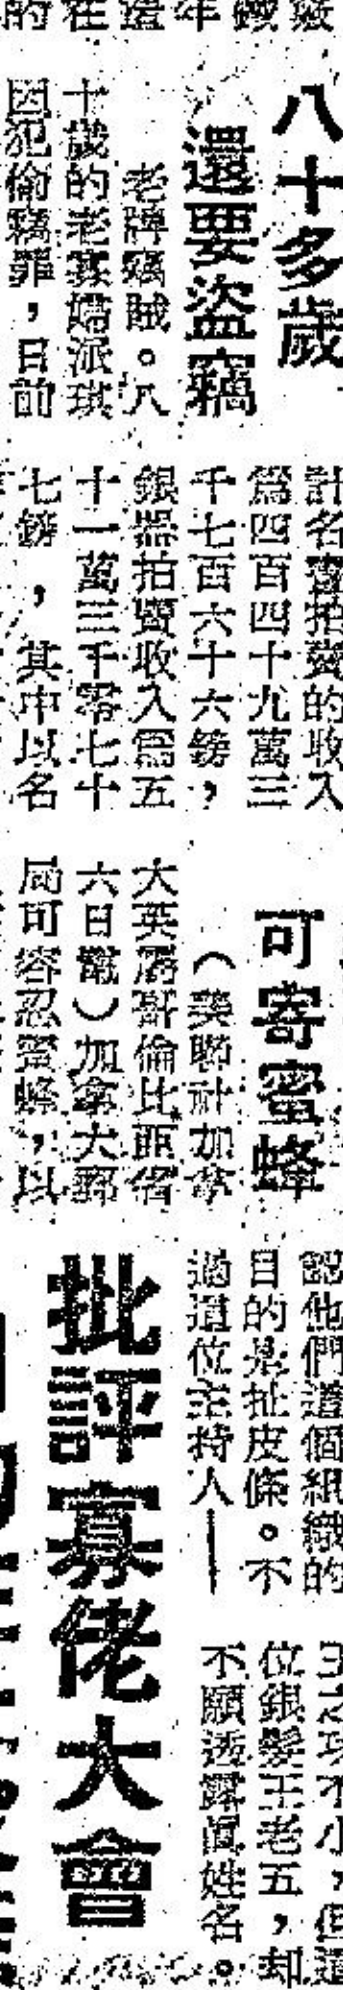 八十多歲
還要盜竊
老牌竊賊。八
十歲的老寡婦派琪
因犯偷竊罪，日前
計名畫拍賣的收入
爲四百四十九萬三
千七百六十六鎊，
銀器拍賣收入爲五
十一萬三千零七十
七鎊，其中以名
可寄蜜蜂
（美聯社加拿
大英屬哥倫比亞省
六日電）加拿大郵
局可容忍蜜蜂，以
認他們這個組織的
目的是扯皮條。不
過這位主持人——
王之功不小，但這
位銀髮王老五，却
不願透露眞姓名。
批評寡佬大會